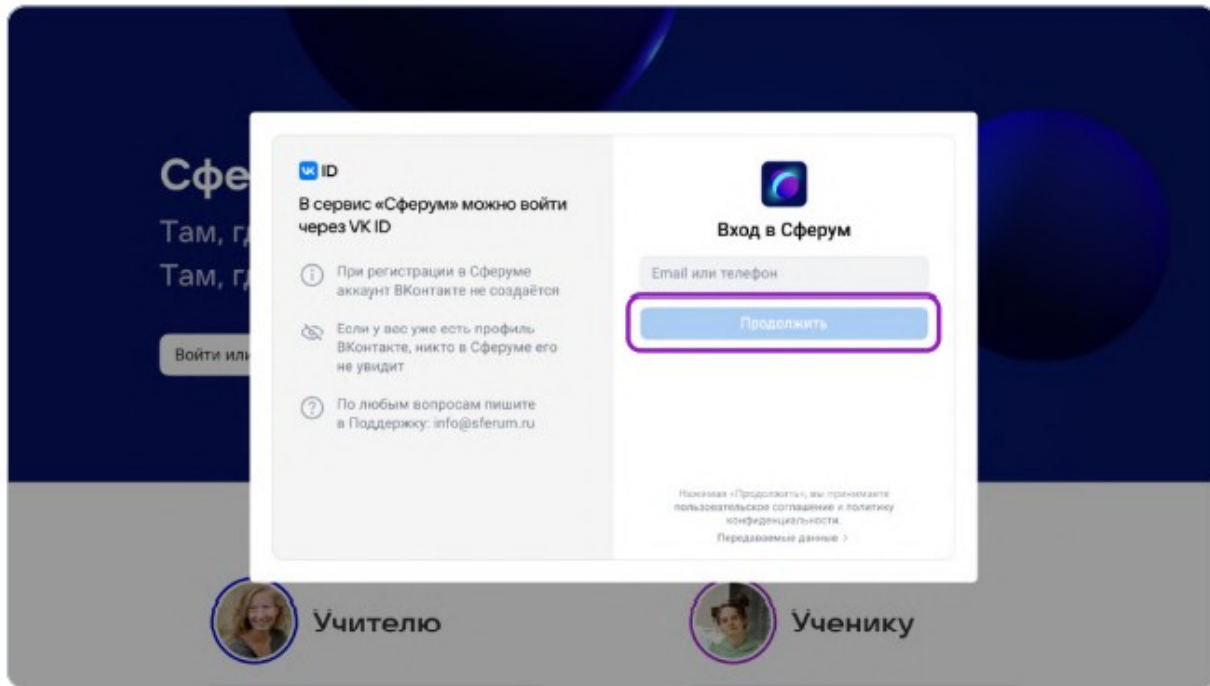 Сфе
Там, г
Там, г
Войти или
VK ID
В сервис «Сферум» можно войти
через VK ID
При регистрации в Сферуме
аккаунт ВКонтакте не создаётся
Если у вас уже есть профиль
ВКонтакте, никто в Сферуме его
не увидит
По любым вопросам пишите
в Поддержку: info@sferum.ru
Вход в Сферум
Email или телефон
Продолжить
Нажимая «Продолжить», вы принимаете
пользовательское соглашение и политику
конфиденциальности.
Передаваемые данные >
Учителю
Ученику